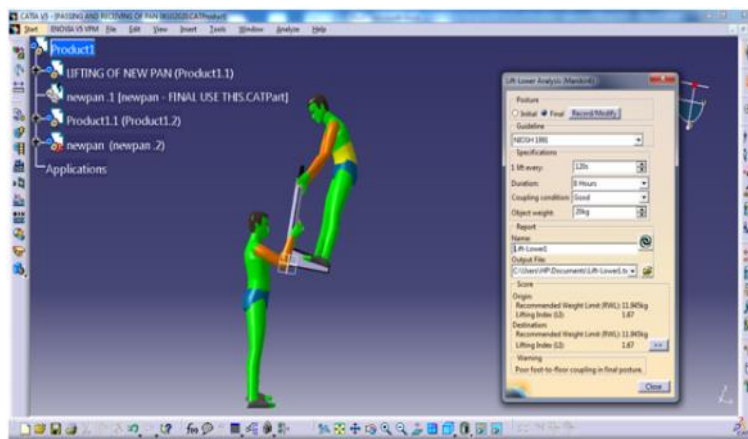 CATIA V5 - [PASSING AND RECEIVING OF PAN 08102020.CATProduct]
Start ENOVIA V5 VPM File Edit View Insert Tools Window Analyze Help
Product1
LIFTING OF NEW PAN (Product1.1)
newpan .1 [newpan - FINAL USE THIS.CATPart]
Product1.1 (Product1.2)
newpan (newpan .2)
Applications
Lift-Lower Analysis (Manikin6)
Posture
Initial Final Record/Modify
Guideline
NIOSH 1991
Specifications
1 lift every: 120s
Duration: 8 Hours
Coupling condition: Good
Object weight: 20kg
Report
Name:
Lift-Lower1
Output File:
C:\Users\HP\Documents\Lift-Lower1.tx
Score
Origin:
Recommended Weight Limit (RWL): 11.945kg
Lifting Index (LI): 1.67
Destination:
Recommended Weight Limit (RWL): 11.945kg
Lifting Index (LI): 1.67 >>
Warning
Poor foot-to-floor coupling in final posture.
Close